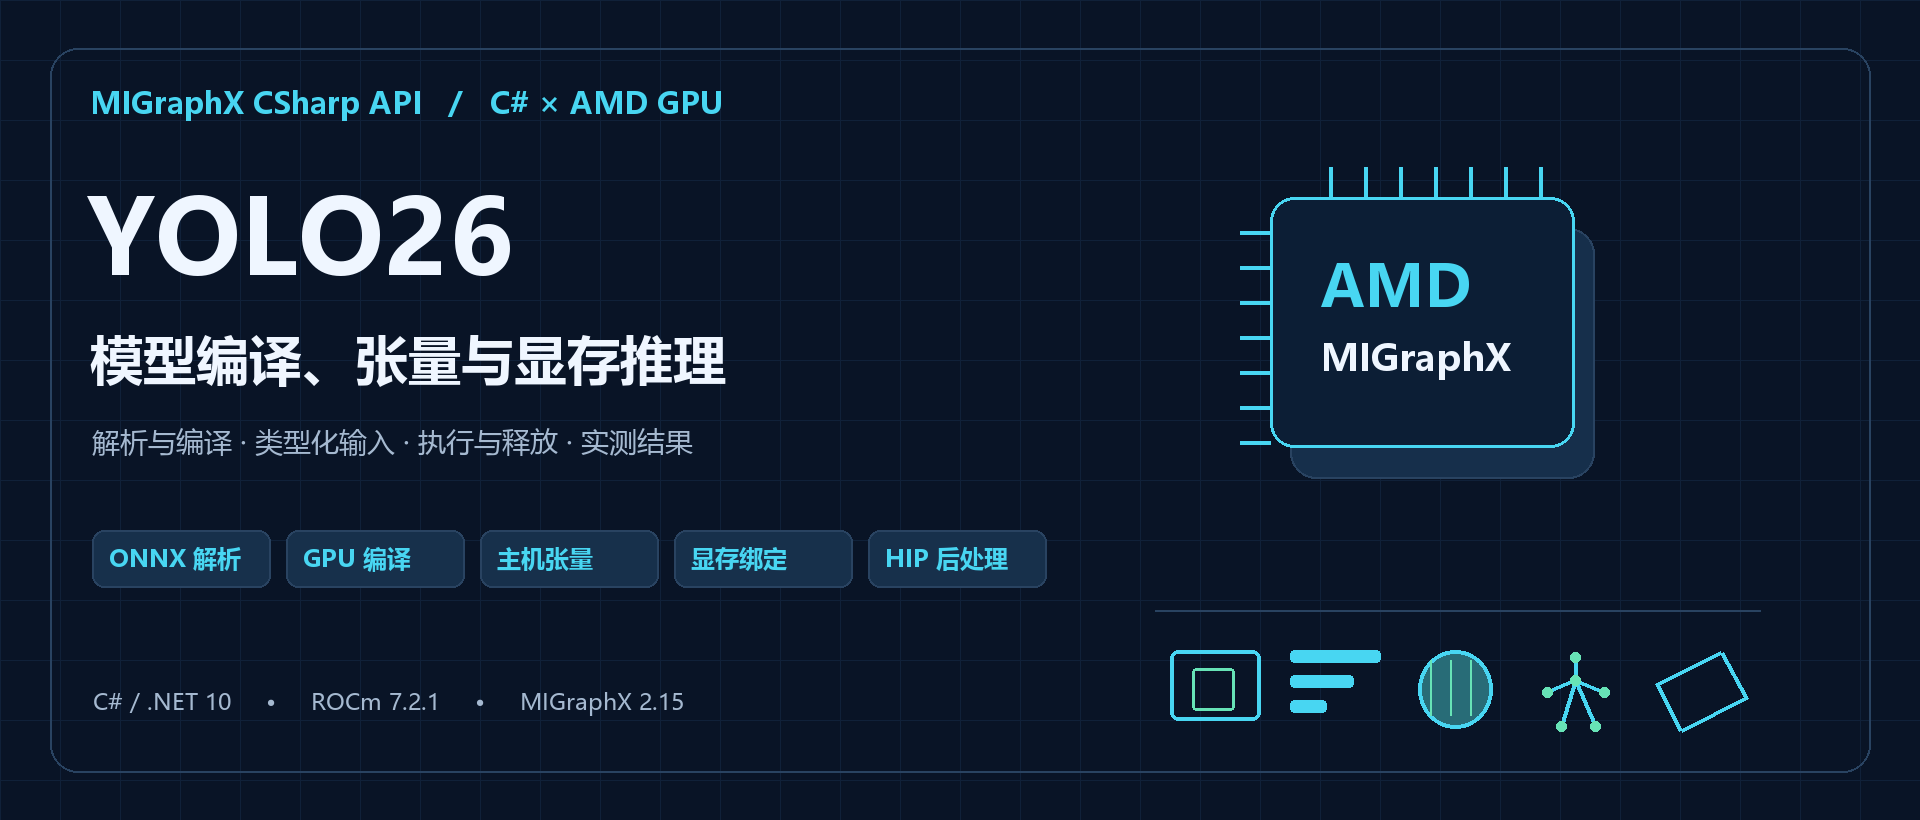 MIGraphX CSharp API / C# × AMD GPU
YOLO26
模型编译、张量与显存推理
解析与编译 · 类型化输入 · 执行与释放 · 实测结果
ONNX 解析 GPU 编译 主机张量 显存绑定 HIP 后处理
C# / .NET 10 • ROCm 7.2.1 • MIGraphX 2.15
AMD
MIGraphX